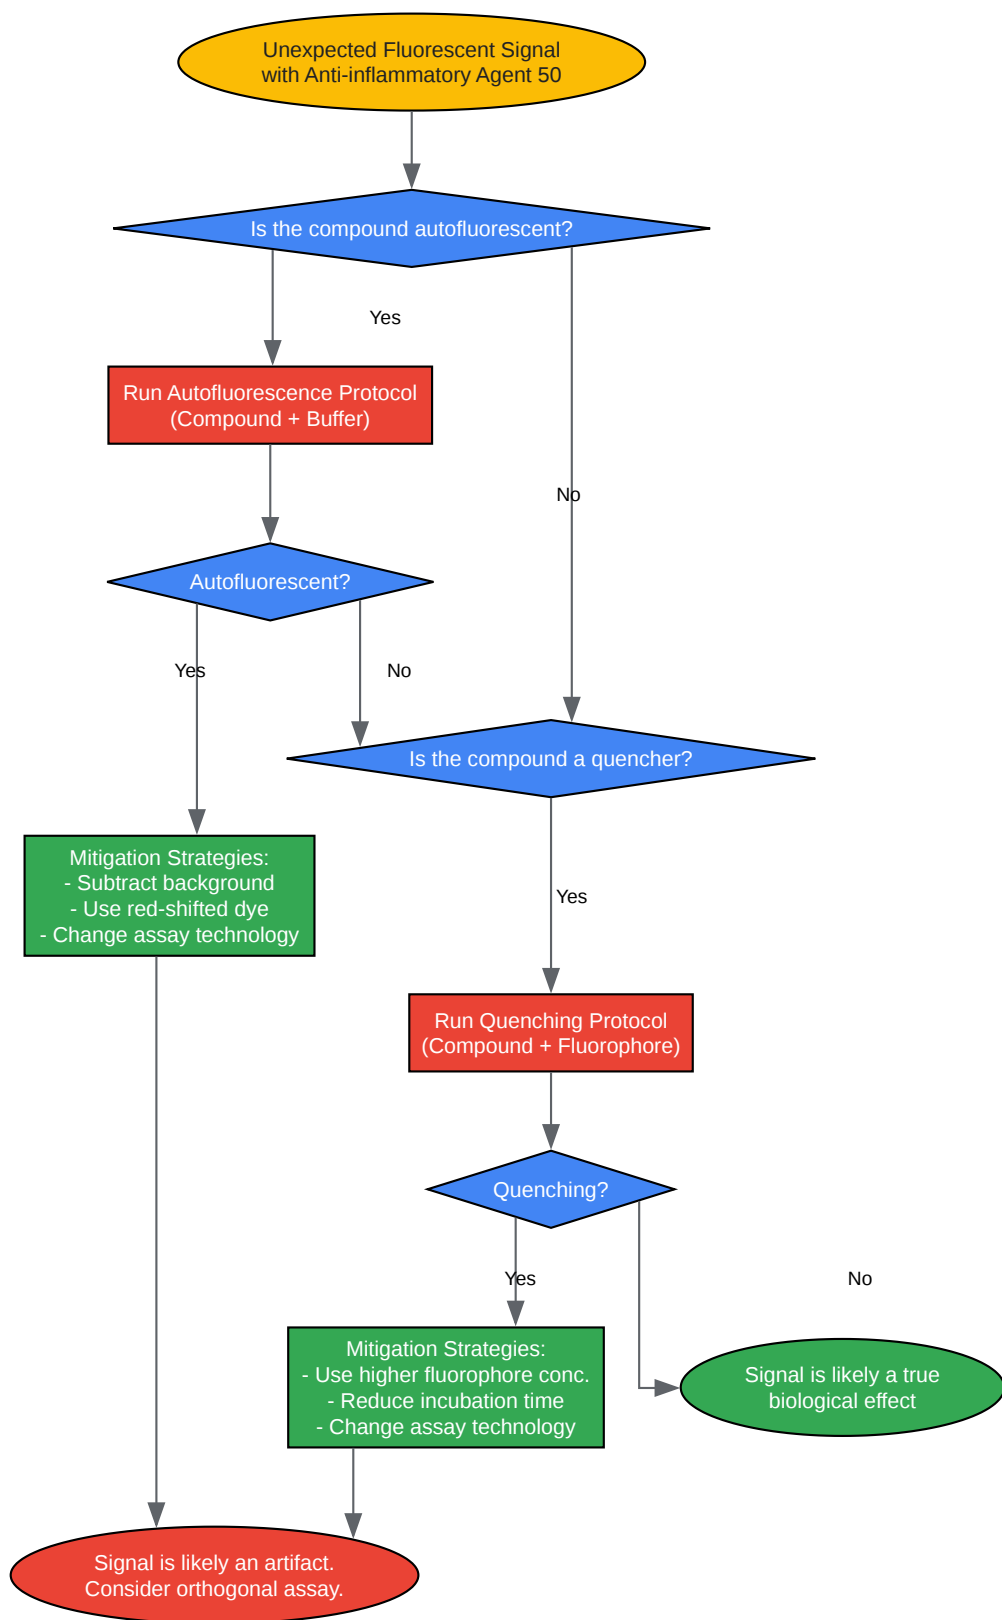 Unexpected Fluorescent Signal
with Anti-inflammatory Agent 50
Is the compound autofluorescent?
Yes
Run Autofluorescence Protocol
(Compound + Buffer)
No
Autofluorescent?
Yes
No
Is the compound a quencher?
Mitigation Strategies:
- Subtract background
- Use red-shifted dye
- Change assay technology
Yes
Run Quenching Protocol
(Compound + Fluorophore)
Quenching?
Yes
No
Mitigation Strategies:
- Use higher fluorophore conc.
- Reduce incubation time
- Change assay technology
Signal is likely a true
biological effect
Signal is likely an artifact.
Consider orthogonal assay.